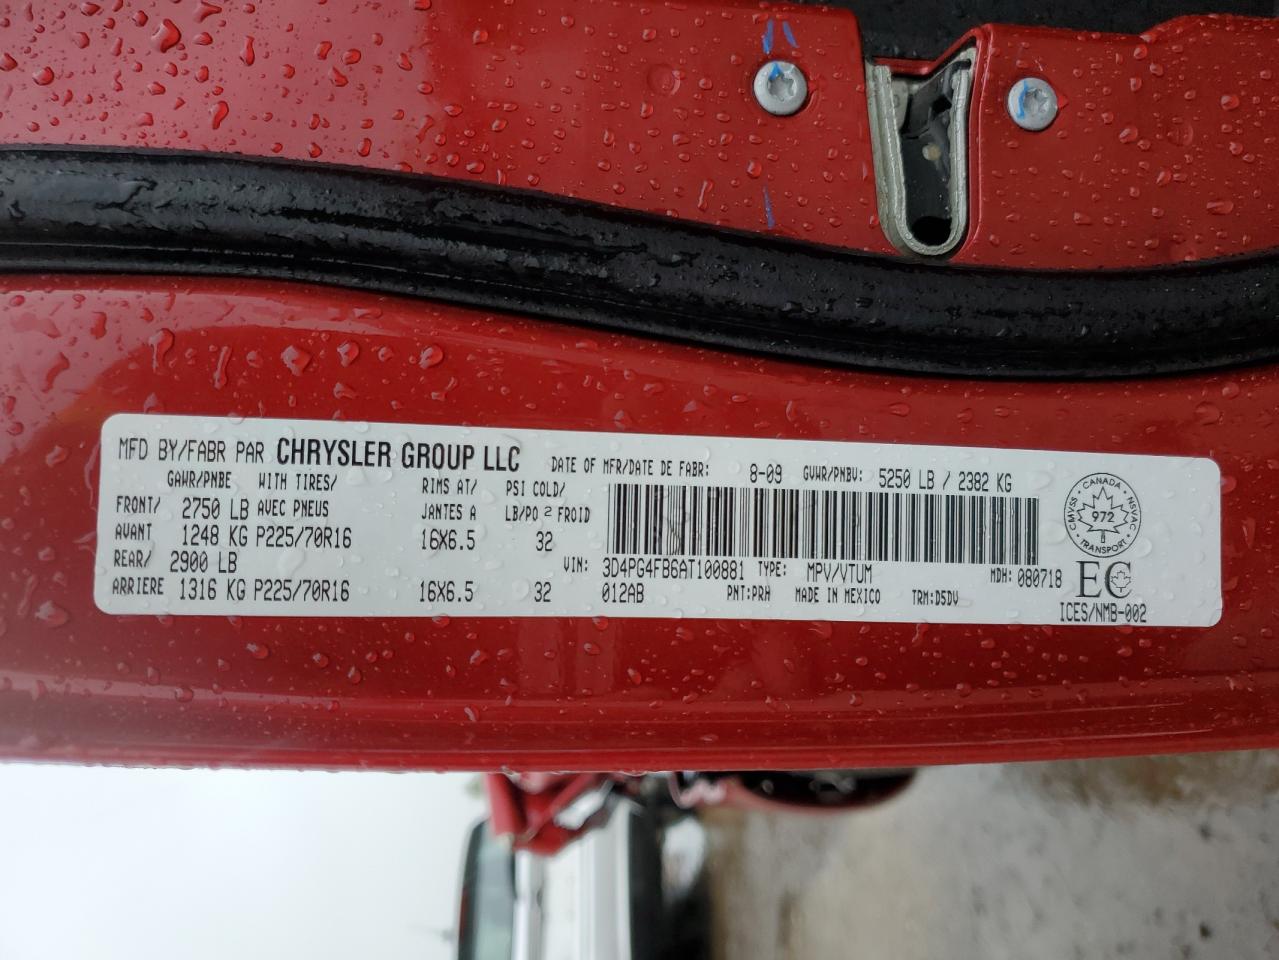 MFD BY/FABR PAR CHRYSLER GROUP LLC DATE OF MFR/DATE DE FABR: 8-09 GVWR/PNBV: 5250 LB / 2382 KG
GAWR/PNBE WITH TIRES/ RIMS AT/ PSI COLD/
FRONT/ 2750 LB AVEC PNEUS JANTES A LB/PO 2 FROID
AVANT 1248 KG P225/70R16 16X6.5 32
REAR/ 2900 LB VIN: 3D4PG4FB6AT100881 TYPE: MPV/VTUM MDH: 080718
ARRIERE 1316 KG P225/70R16 16X6.5 32 012AB PNT:PRH MADE IN MEXICO TRM:D5DV
CANADA
CMVSS NSVAC
972
TRANSPORT
EC
ICES/NMB-002